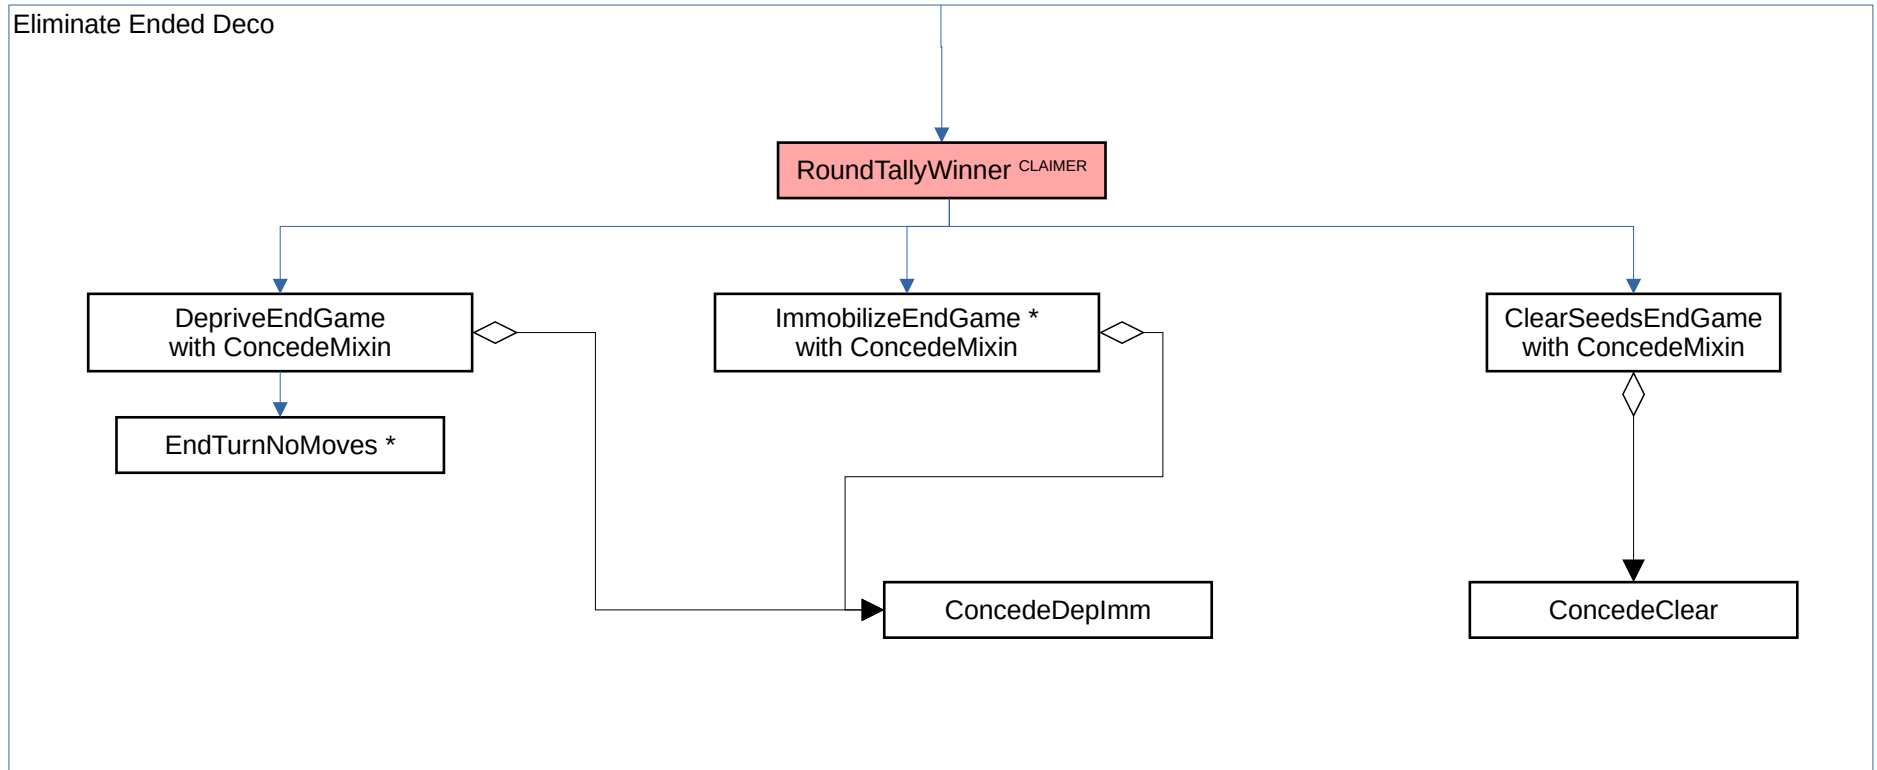 Eliminate Ended Deco
RoundTallyWinner CLAIMER
DepriveEndGame
with ConcedeMixin
ImmobilizeEndGame *
with ConcedeMixin
ClearSeedsEndGame
with ConcedeMixin
EndTurnNoMoves *
ConcedeDepImm
ConcedeClear